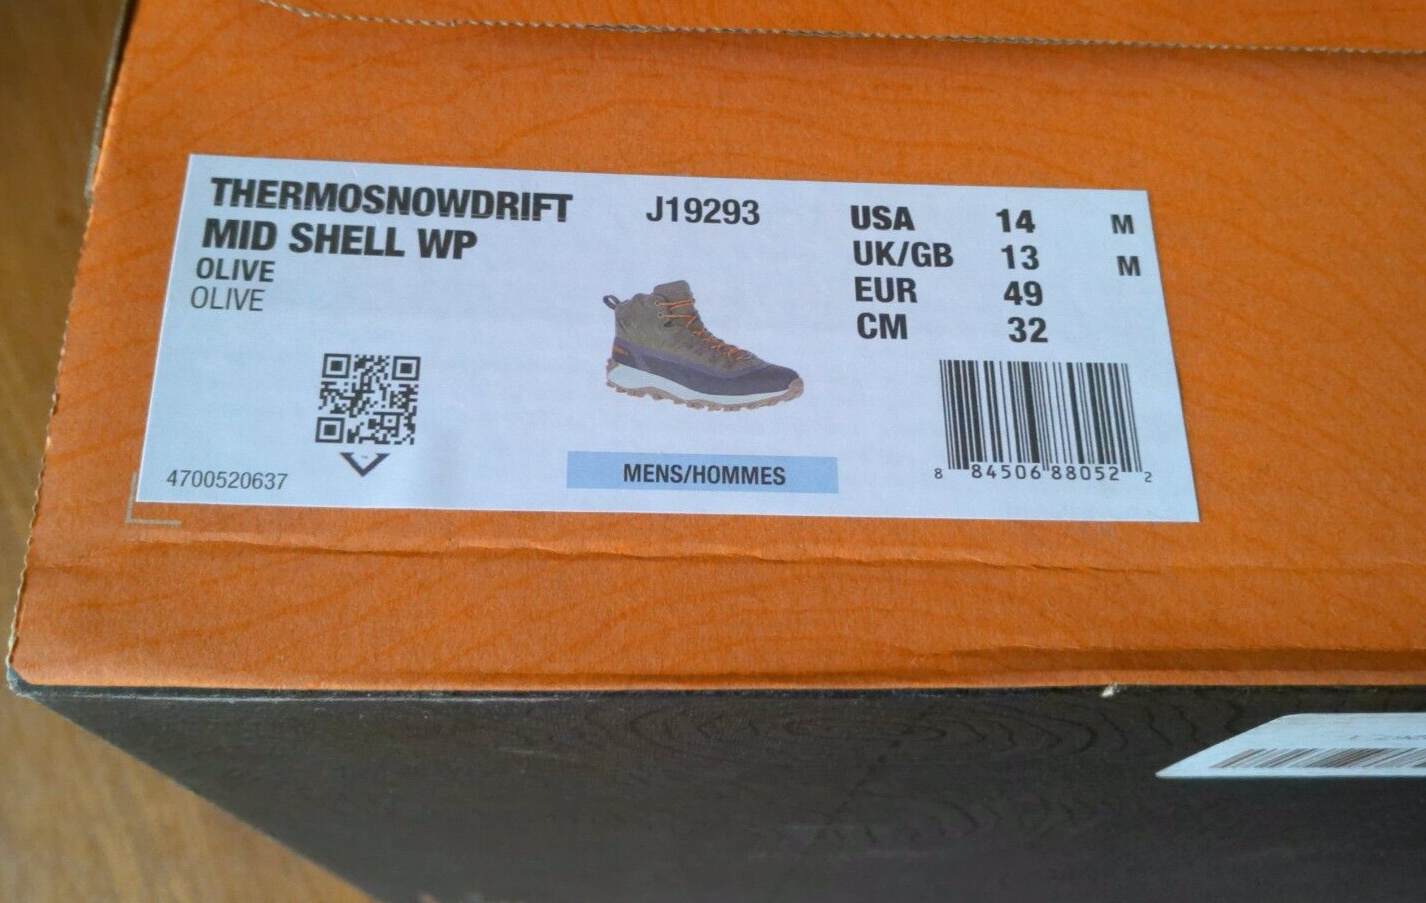 THERMOSNOWDRIFT
MID SHELL WP
OLIVE
OLIVE
4700520637
J19293
MENS/HOMMES
USA 14 M
UK/GB 13 M
EUR 49
CM 32
8 84506 88052 2